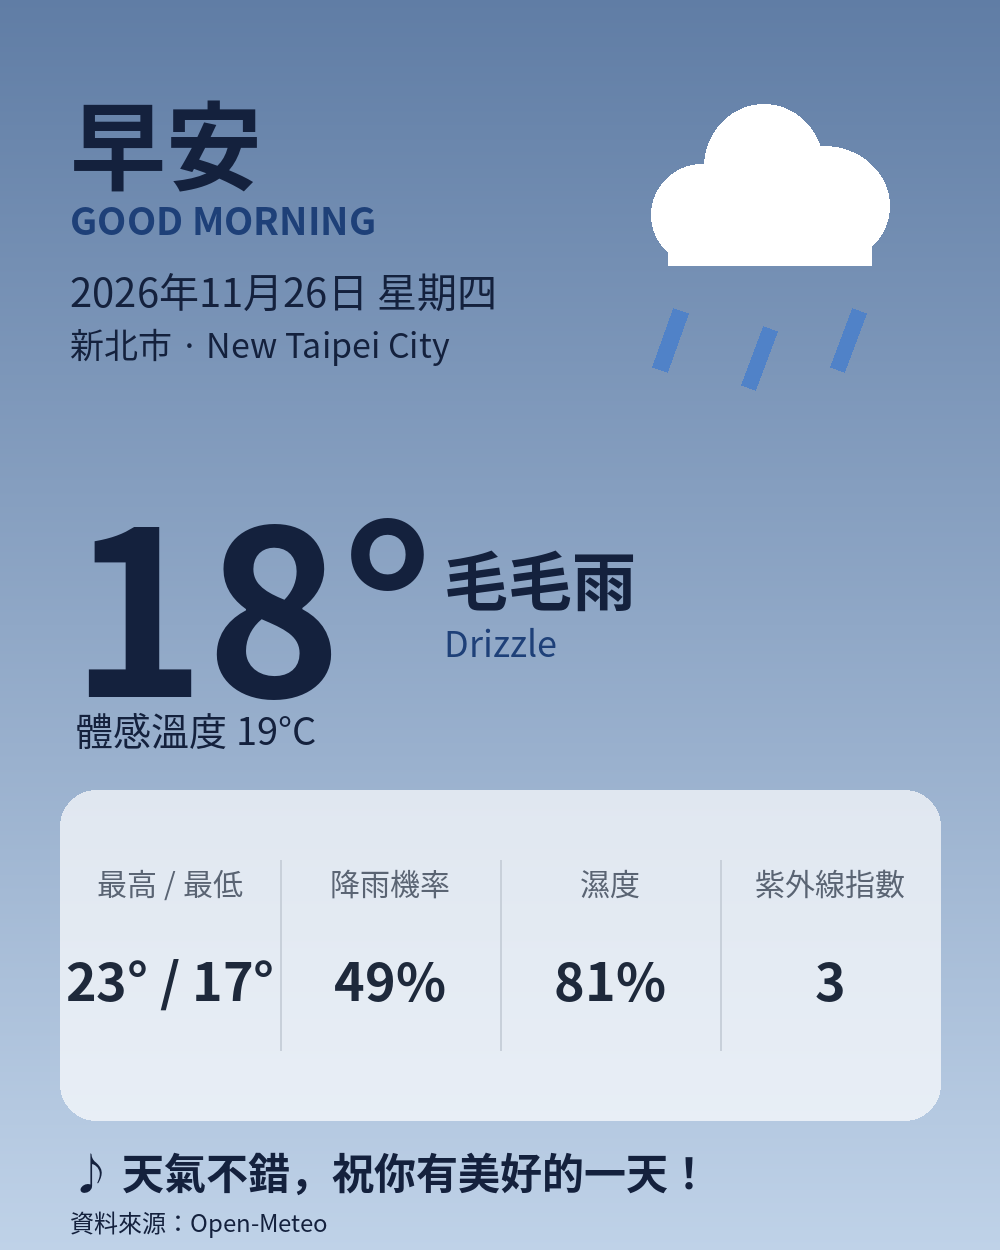 早安
GOOD MORNING
2026年11月26日 星期四
新北市 · New Taipei City
18°
毛毛雨
Drizzle
體感溫度 19°C
最高 / 最低
降雨機率
濕度
紫外線指數
23° / 17°
49%
81%
3
♪ 天氣不錯，祝你有美好的一天！
資料來源：Open-Meteo